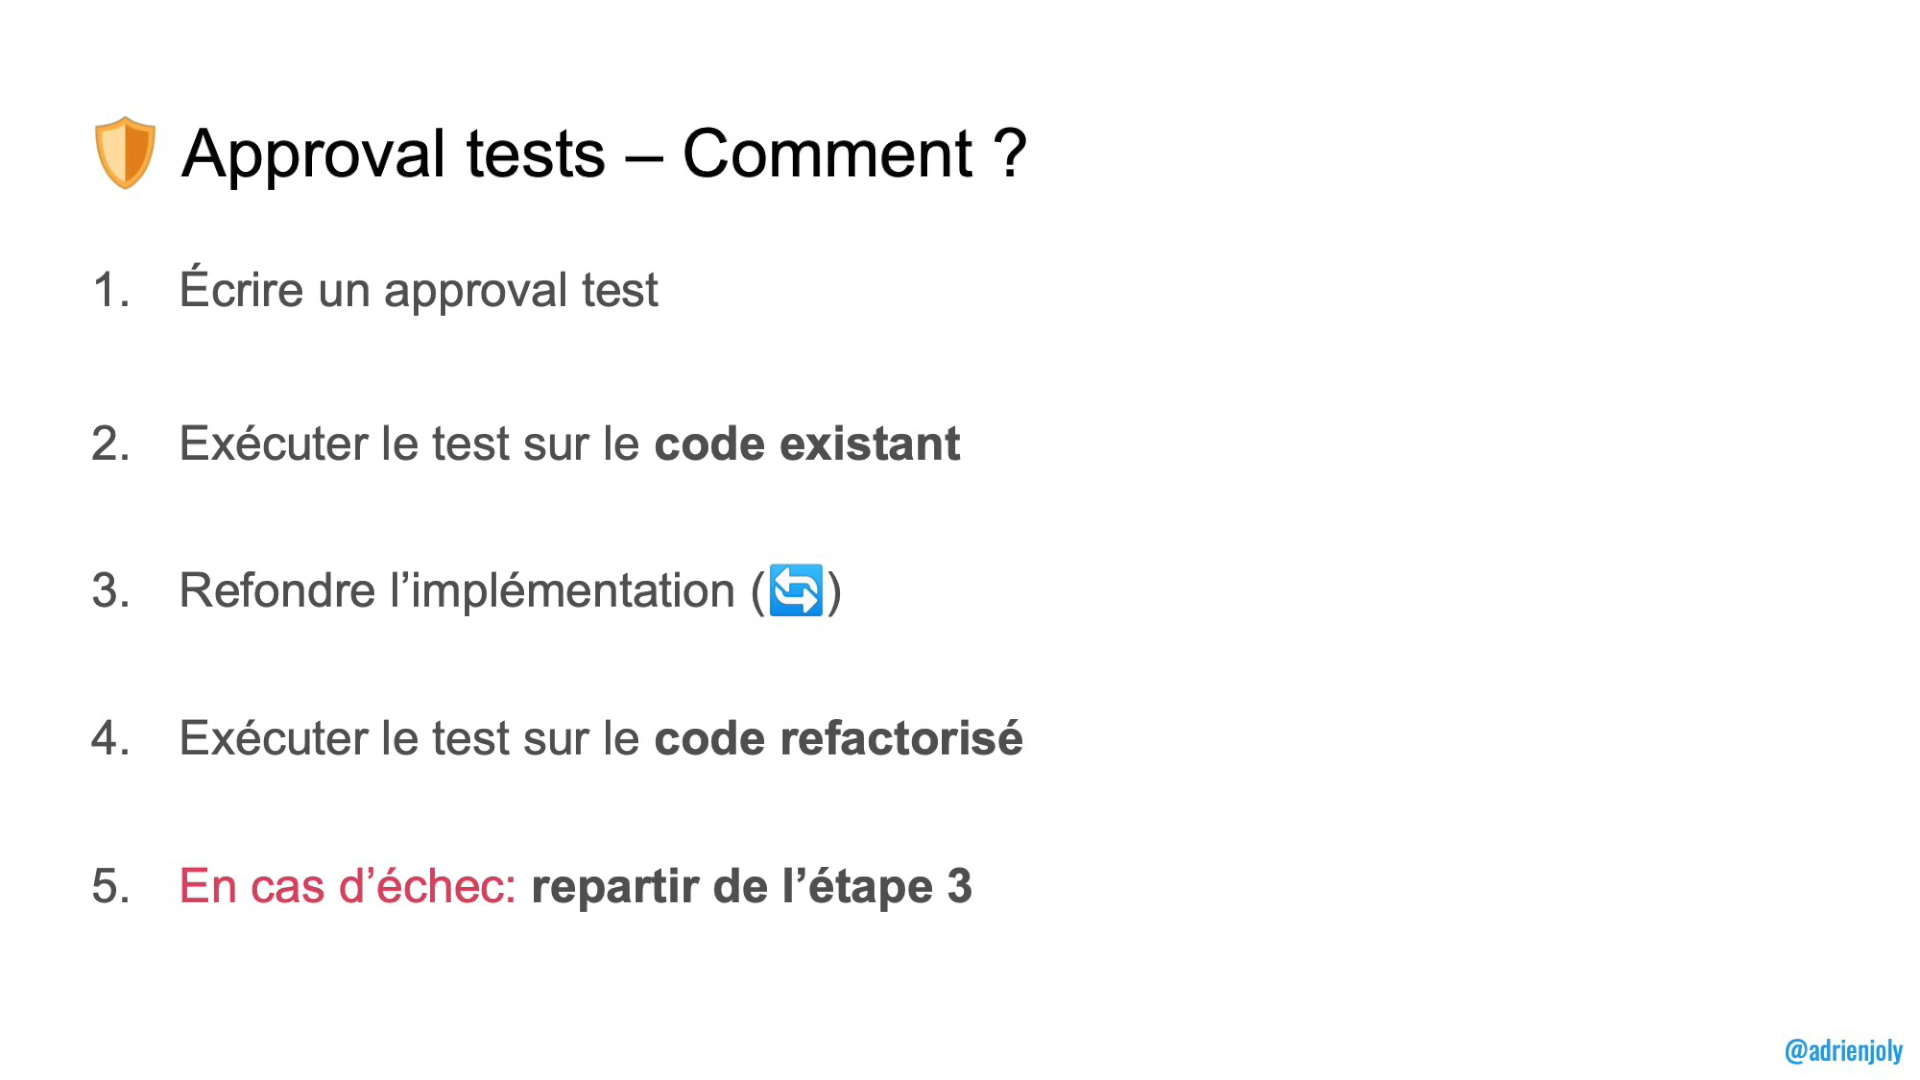 🛡️ Approval tests – Comment ?
1. Écrire un approval test
2. Exécuter le test sur le code existant
3. Refondre l’implémentation (🔄)
4. Exécuter le test sur le code refactorisé
5. En cas d’échec: repartir de l’étape 3
@adrienjoly